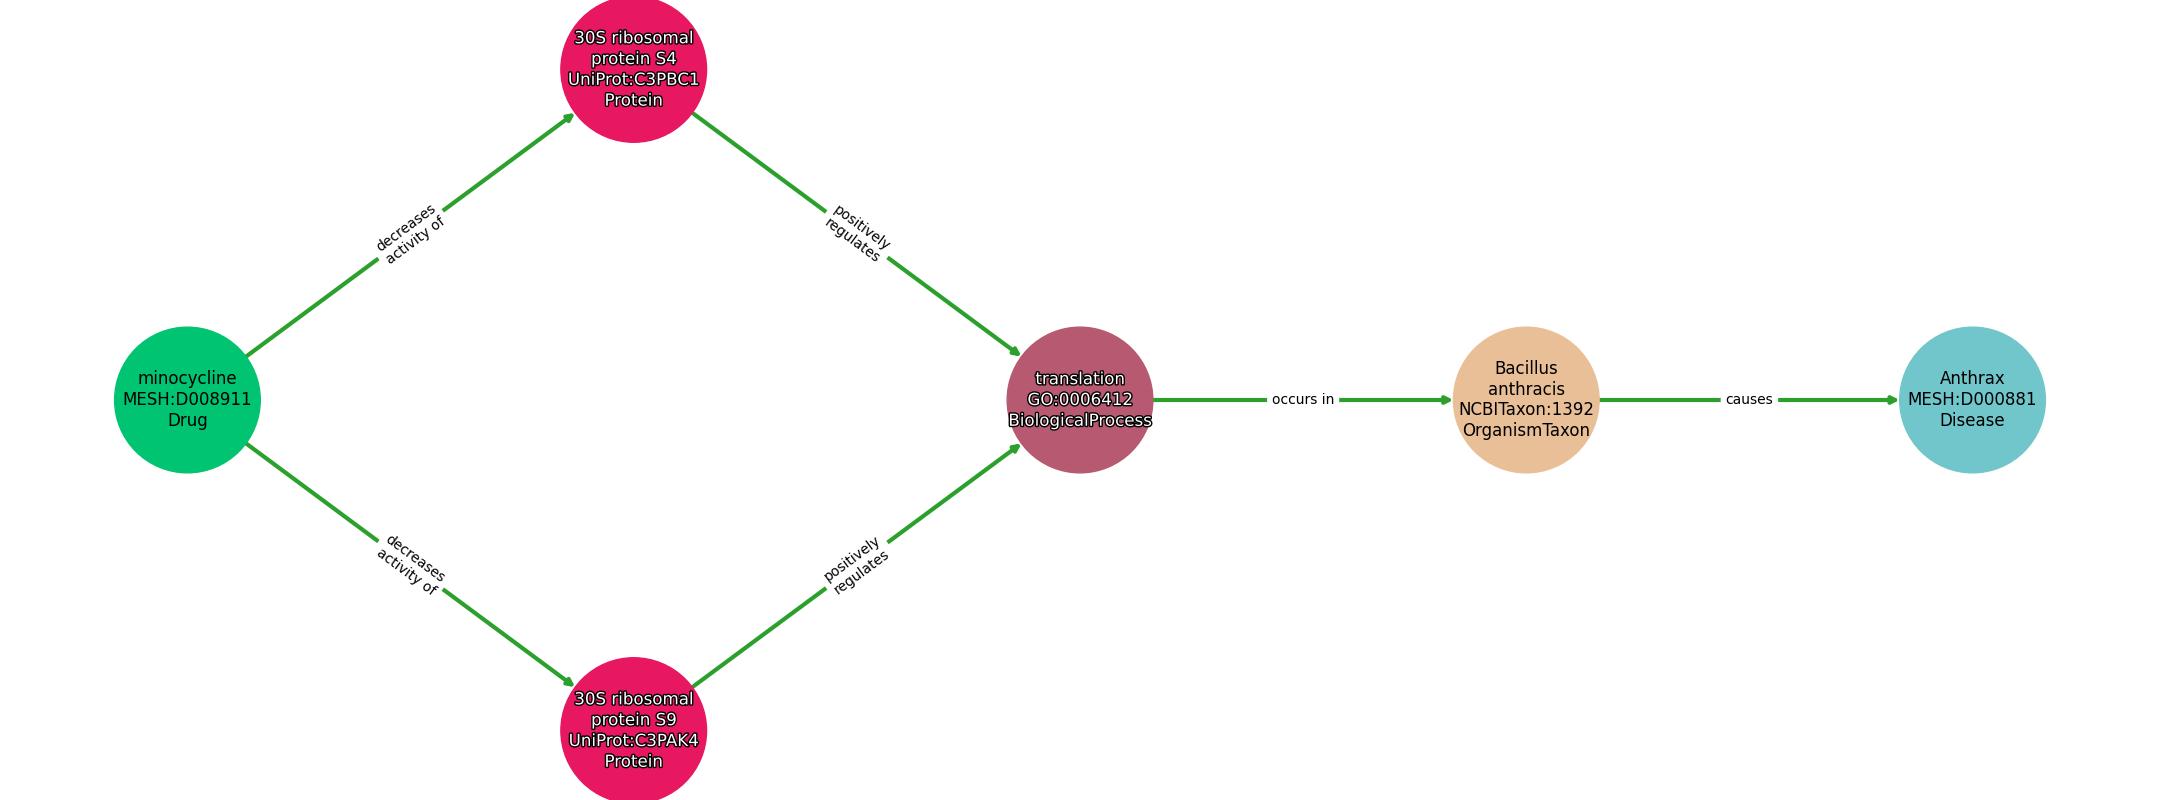 30S ribosomal
protein S4
UniProt:C3PBC1
Protein
decreases
activity of
positively
regulates
minocycline
MESH:D008911
Drug
translation
GO:0006412
BiologicalProcess
occurs in
Bacillus
anthracis
NCBITaxon:1392
OrganismTaxon
causes
Anthrax
MESH:D000881
Disease
decreases
activity of
positively
regulates
30S ribosomal
protein S9
UniProt:C3PAK4
Protein